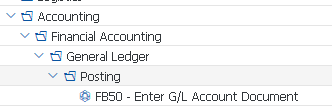 Accounting
Financial Accounting
General Ledger
Posting
FB50 - Enter G/L Account Document